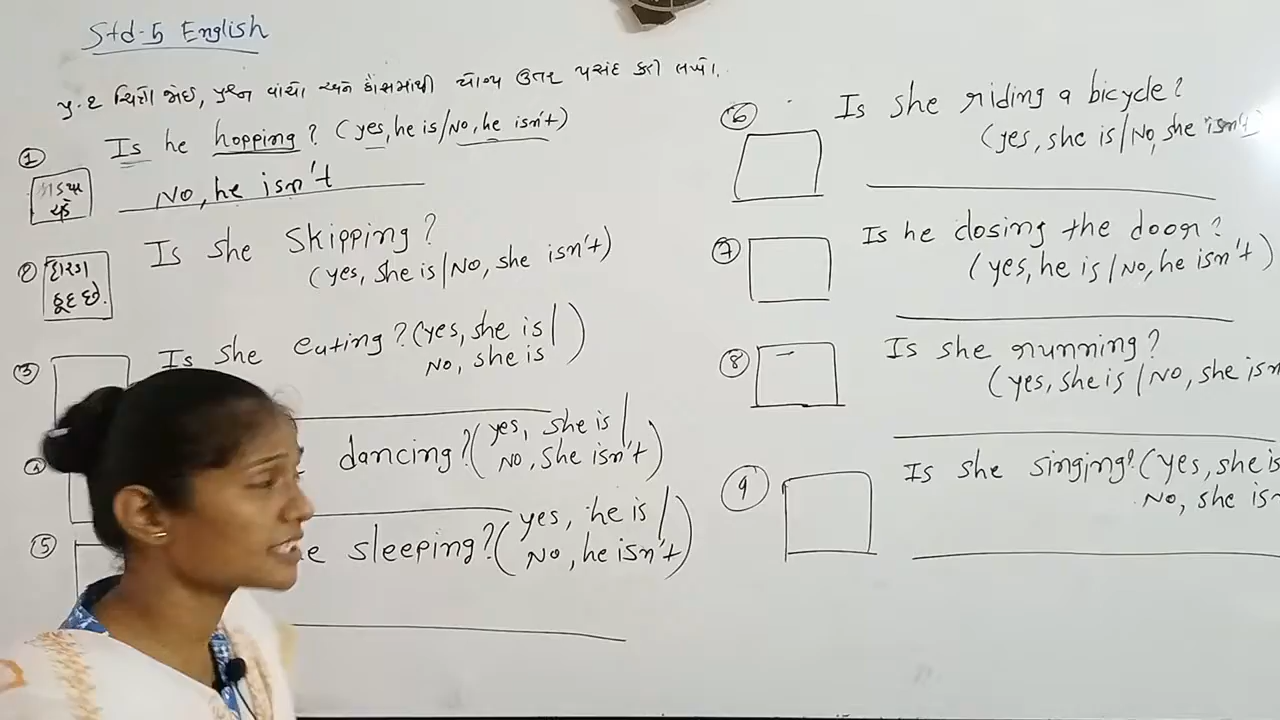 Std-5 English
પ્ર.૨ ચિત્રો જોઈ, પ્રશ્ન વાંચો અને કૌંસમાંથી યોગ્ય ઉત્તર પસંદ કરી લખો.
① Is he hopping? (yes, he is/No, he isn't)
ચડે
No, he isn't
② Is she skipping?
(yes, she is/No, she isn't)
દોરડા
કૂદે છે.
③ Is she eating? (yes, she is/
No, she is )
④ dancing? (yes, she is/
No, she isn't)
⑤ e sleeping? (yes, he is/
No, he isn't)
⑥ Is she riding a bicycle?
(yes, she is/No, she isn't)
⑦ Is he closing the door?
(yes, he is/No, he isn't)
⑧ Is she running?
(yes, she is/No, she isn
⑨ Is she singing? (yes, she is
No, she is